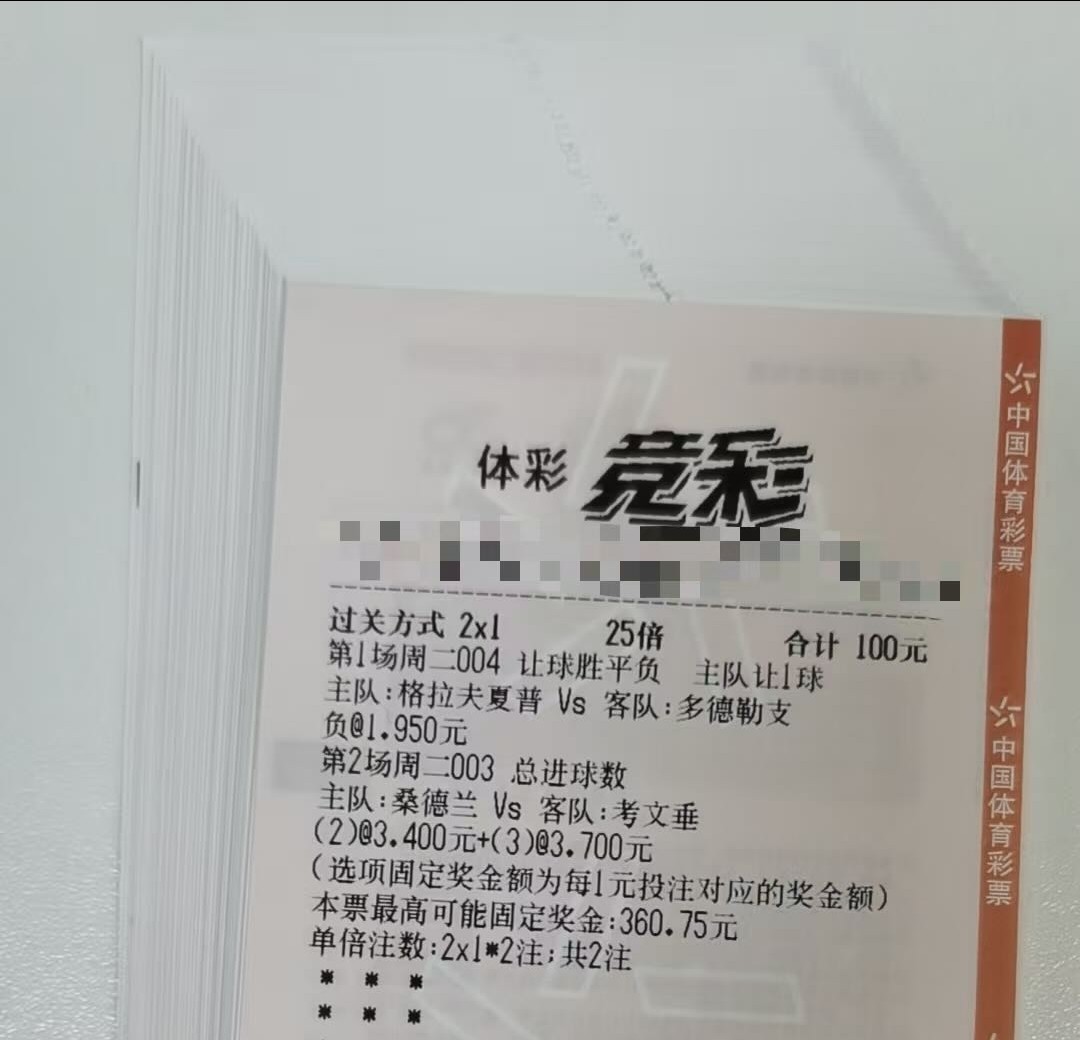 体彩 竞彩
过关方式 2x1 25倍 合计 100元
第1场周二004 让球胜平负 主队让1球
主队:格拉夫夏普 Vs 客队:多德勒支
负@1.950元
第2场周二003 总进球数
主队:桑德兰 Vs 客队:考文垂
(2)@3.400元+(3)@3.700元
(选项固定奖金额为每1元投注对应的奖金额)
本票最高可能固定奖金:360.75元
单倍注数:2x1*2注;共2注
* * *
* * *
中国体育彩票
中国体育彩票